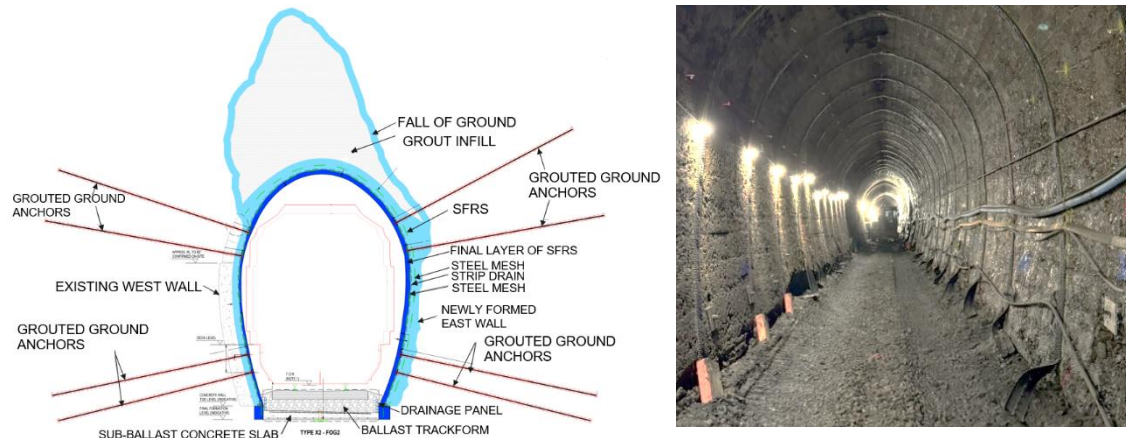 FALL OF GROUND
GROUT INFILL
GROUTED GROUND
ANCHORS
GROUTED GROUND
ANCHORS
SFRS
FINAL LAYER OF SFRS
STEEL MESH
STRIP DRAIN
STEEL MESH
EXISTING WEST WALL
NEWLY FORMED
EAST WALL
GROUTED GROUND
ANCHORS
GROUTED GROUND
ANCHORS
DRAINAGE PANEL
BALLAST TRACKFORM
SUB-BALLAST CONCRETE SLAB
TYPE X2 - FOG2